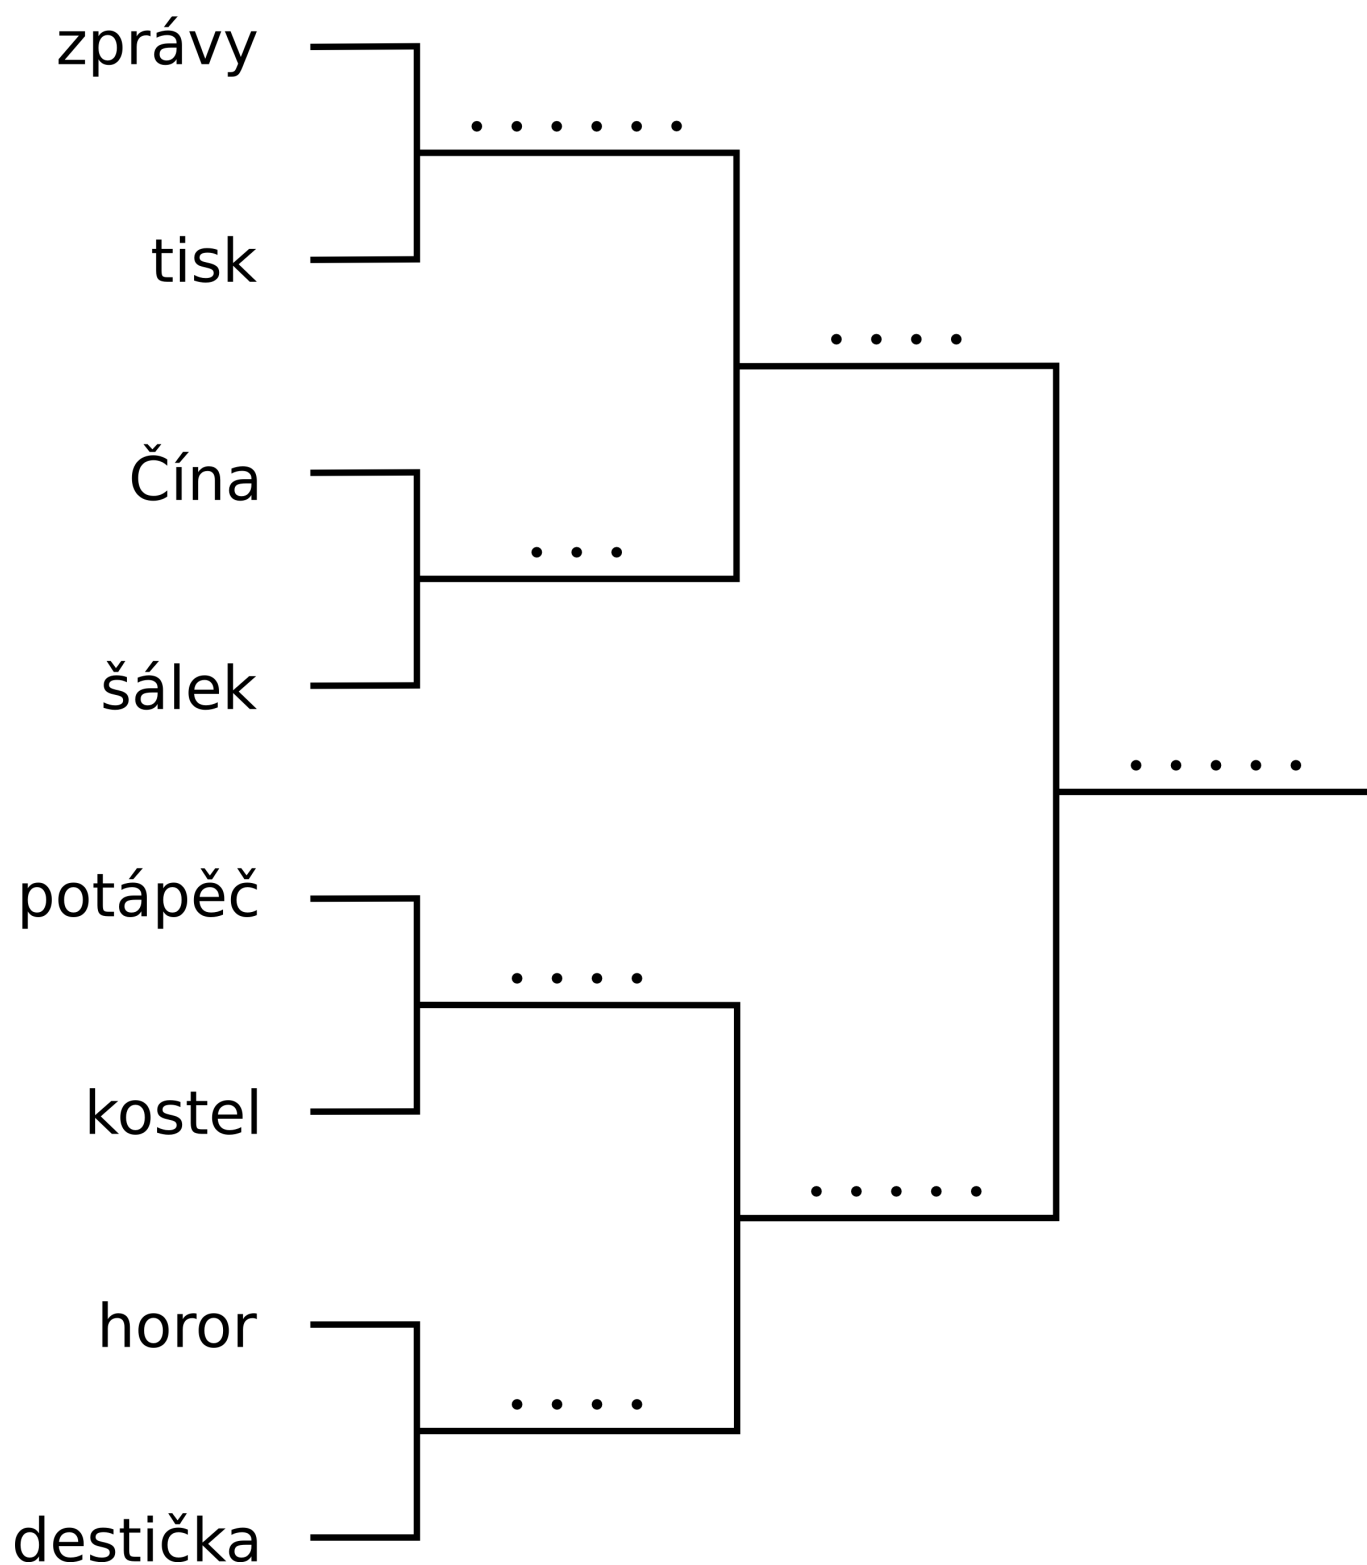 zprávy
tisk
Čína
šálek
potápěč
kostel
horor
destička